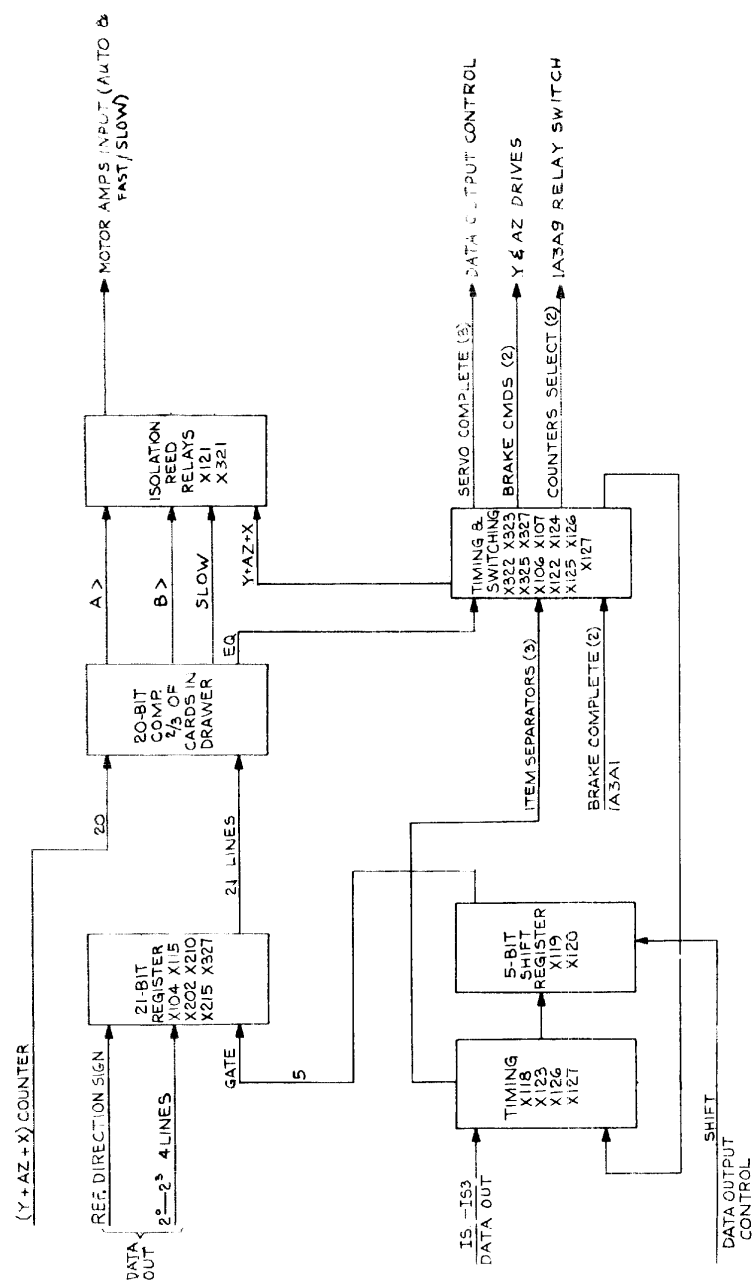 (Y+AZ+X) COUNTER
REF. DIRECTION SIGN
2⁰—2³ 4 LINES
DATA
OUT
21-BIT
REGISTER
X104 X115
X202 X210
X215 X327
GATE
5
20
21 LINES
20-BIT
COMP.
2/3 OF
CARDS IN
DRAWER
A >
B >
SLOW
EQ
Y+AZ+X
ISOLATION
REED
RELAYS
X121
X321
MOTOR AMPS INPUT (AUTO &
FAST/SLOW)
IS1-IS3
DATA OUT
TIMING
X118
X123
X126
X127
5-BIT
SHIFT
REGISTER
X119
X120
SHIFT
DATA OUTPUT
CONTROL
ITEM SEPARATORS (3)
BRAKE COMPLETE (2)
1A3A1
TIMING &
SWITCHING
X322 X323
X325 X327
X106 X107
X122 X124
X125 X126
X127
SERVO COMPLETE (3)
DATA OUTPUT CONTROL
BRAKE CMDS (2)
Y & AZ DRIVES
COUNTERS SELECT (2)
1A3A9 RELAY SWITCH